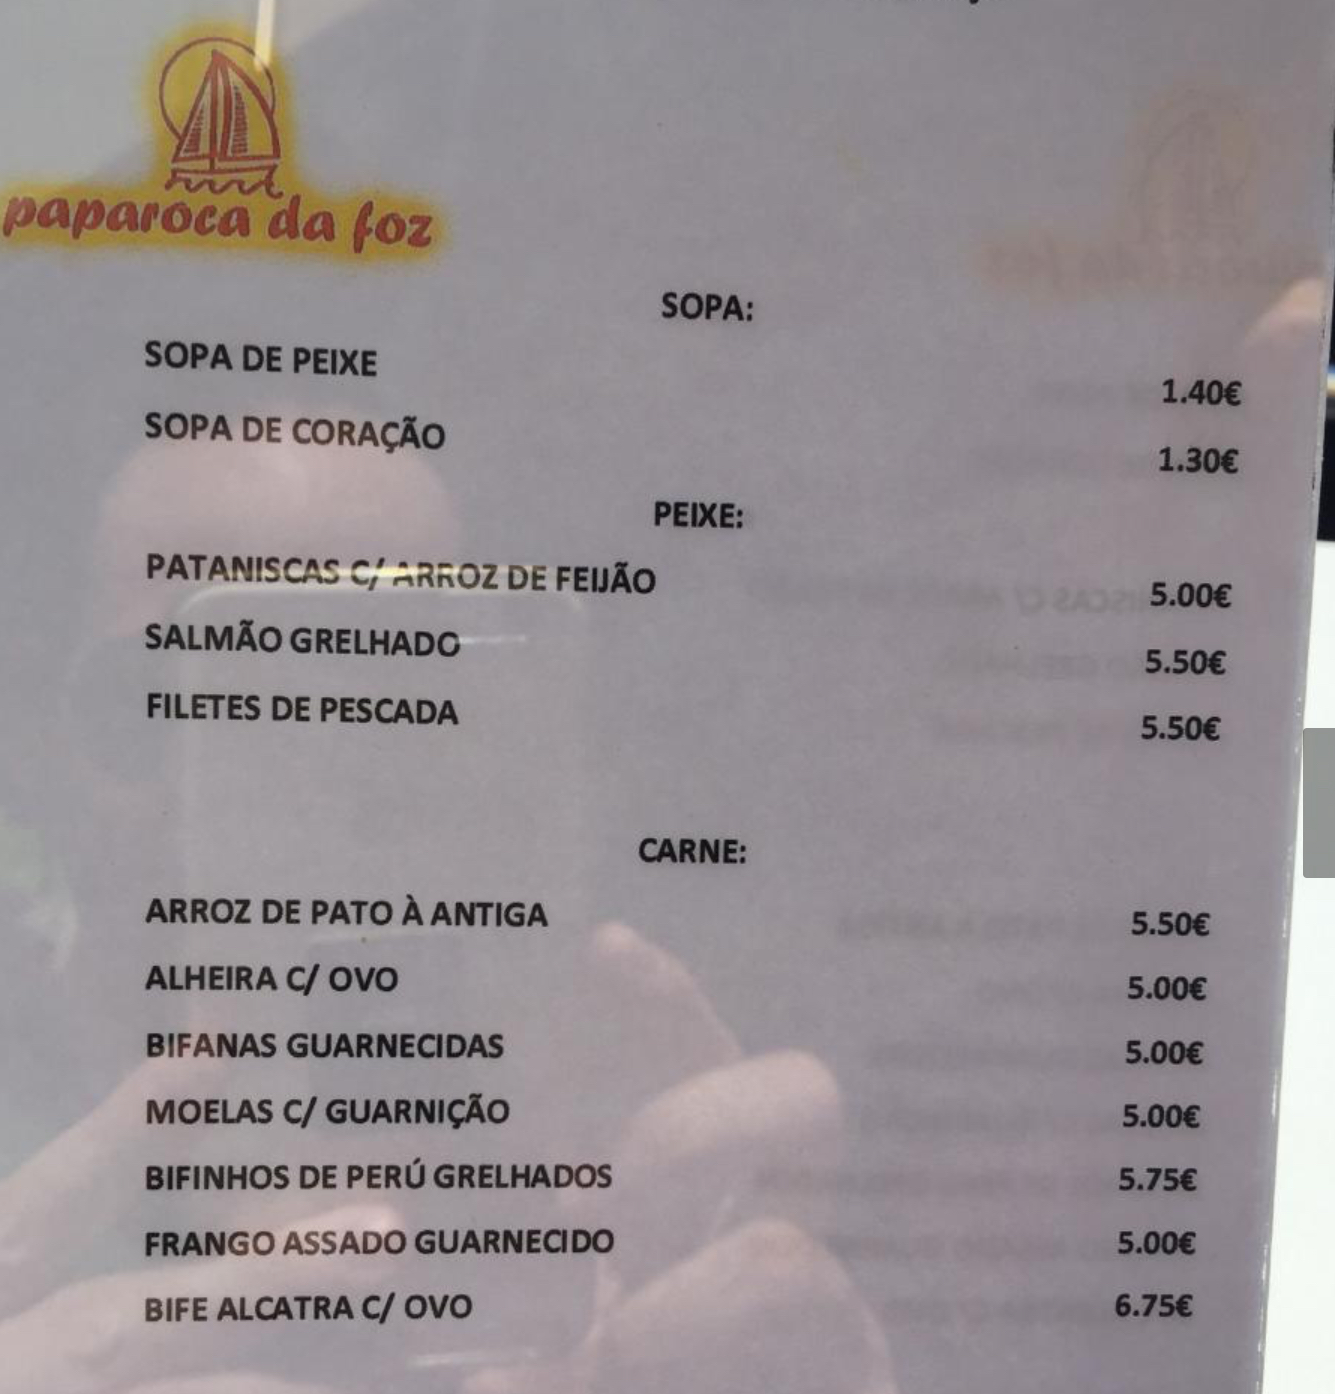 paparoca da foz
SOPA:
SOPA DE PEIXE 1.40€
SOPA DE CORAÇÃO 1.30€
PEIXE:
PATANISCAS C/ ARROZ DE FEIJÃO 5.00€
SALMÃO GRELHADO 5.50€
FILETES DE PESCADA 5.50€
CARNE:
ARROZ DE PATO À ANTIGA 5.50€
ALHEIRA C/ OVO 5.00€
BIFANAS GUARNECIDAS 5.00€
MOELAS C/ GUARNIÇÃO 5.00€
BIFINHOS DE PERÚ GRELHADOS 5.75€
FRANGO ASSADO GUARNECIDO 5.00€
BIFE ALCATRA C/ OVO 6.75€